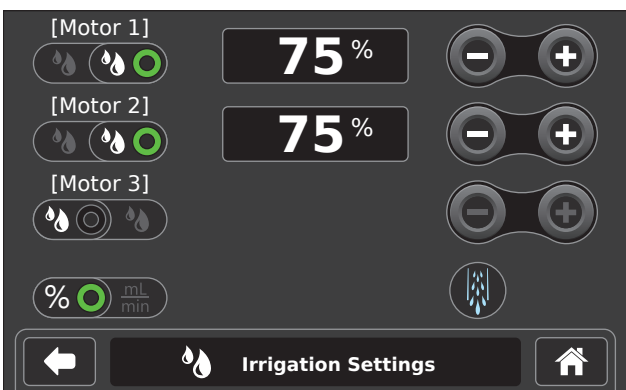 [Motor 1]
75 %
[Motor 2]
75 %
[Motor 3]
% mL
min
Irrigation Settings